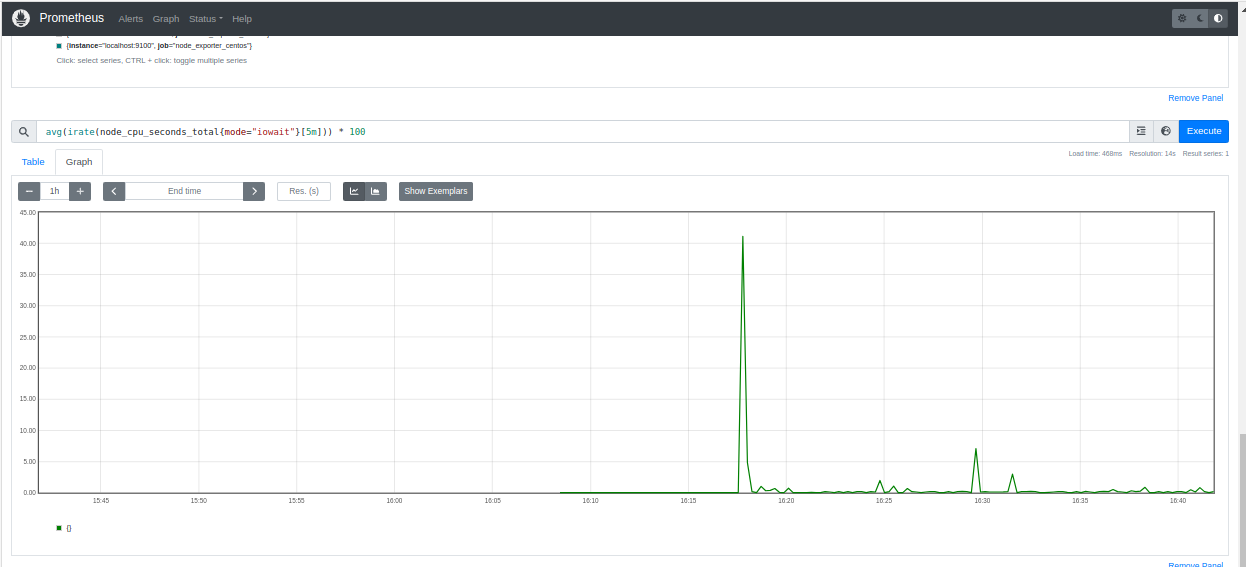 Prometheus Alerts Graph Status Help
{instance="localhost:9100", job="node_exporter_centos"}
Click: select series, CTRL + click: toggle multiple series
Remove Panel
avg(irate(node_cpu_seconds_total{mode="iowait"}[5m])) * 100
Execute
Table Graph
Load time: 468ms Resolution: 14s Result series: 1
− 1h + End time Res. (s) Show Exemplars
45.00
40.00
35.00
30.00
25.00
20.00
15.00
10.00
5.00
0.00
15:45 15:50 15:55 16:00 16:05 16:10 16:15 16:20 16:25 16:30 16:35 16:40
{}
Remove Panel